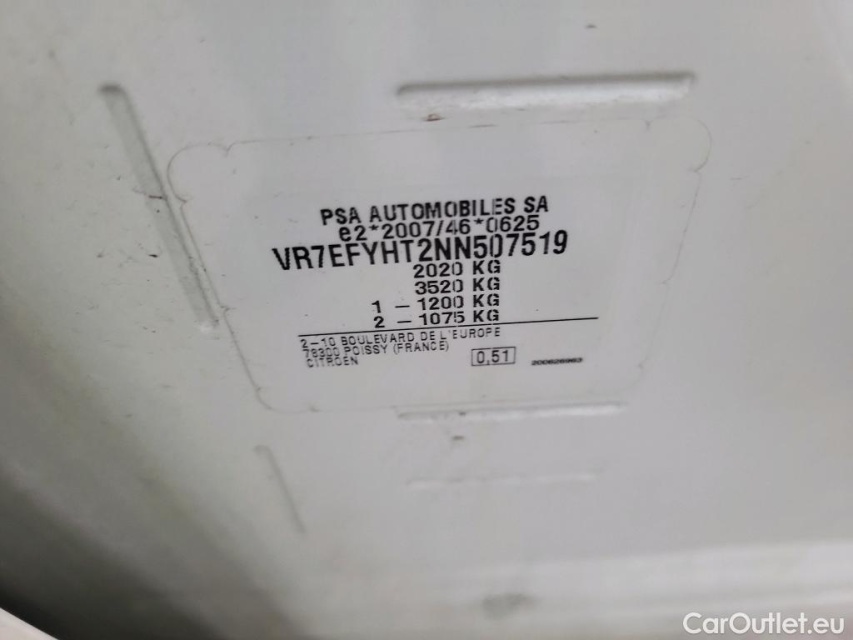 PSA AUTOMOBILES SA
e2*2007/46*0625
VR7EFYHT2NN507519
2020 KG
3520 KG
1 – 1200 KG
2 – 1075 KG
2-10 BOULEVARD DE L'EUROPE
78300 POISSY (FRANCE)
CITROEN
0,51
CarOutlet.eu